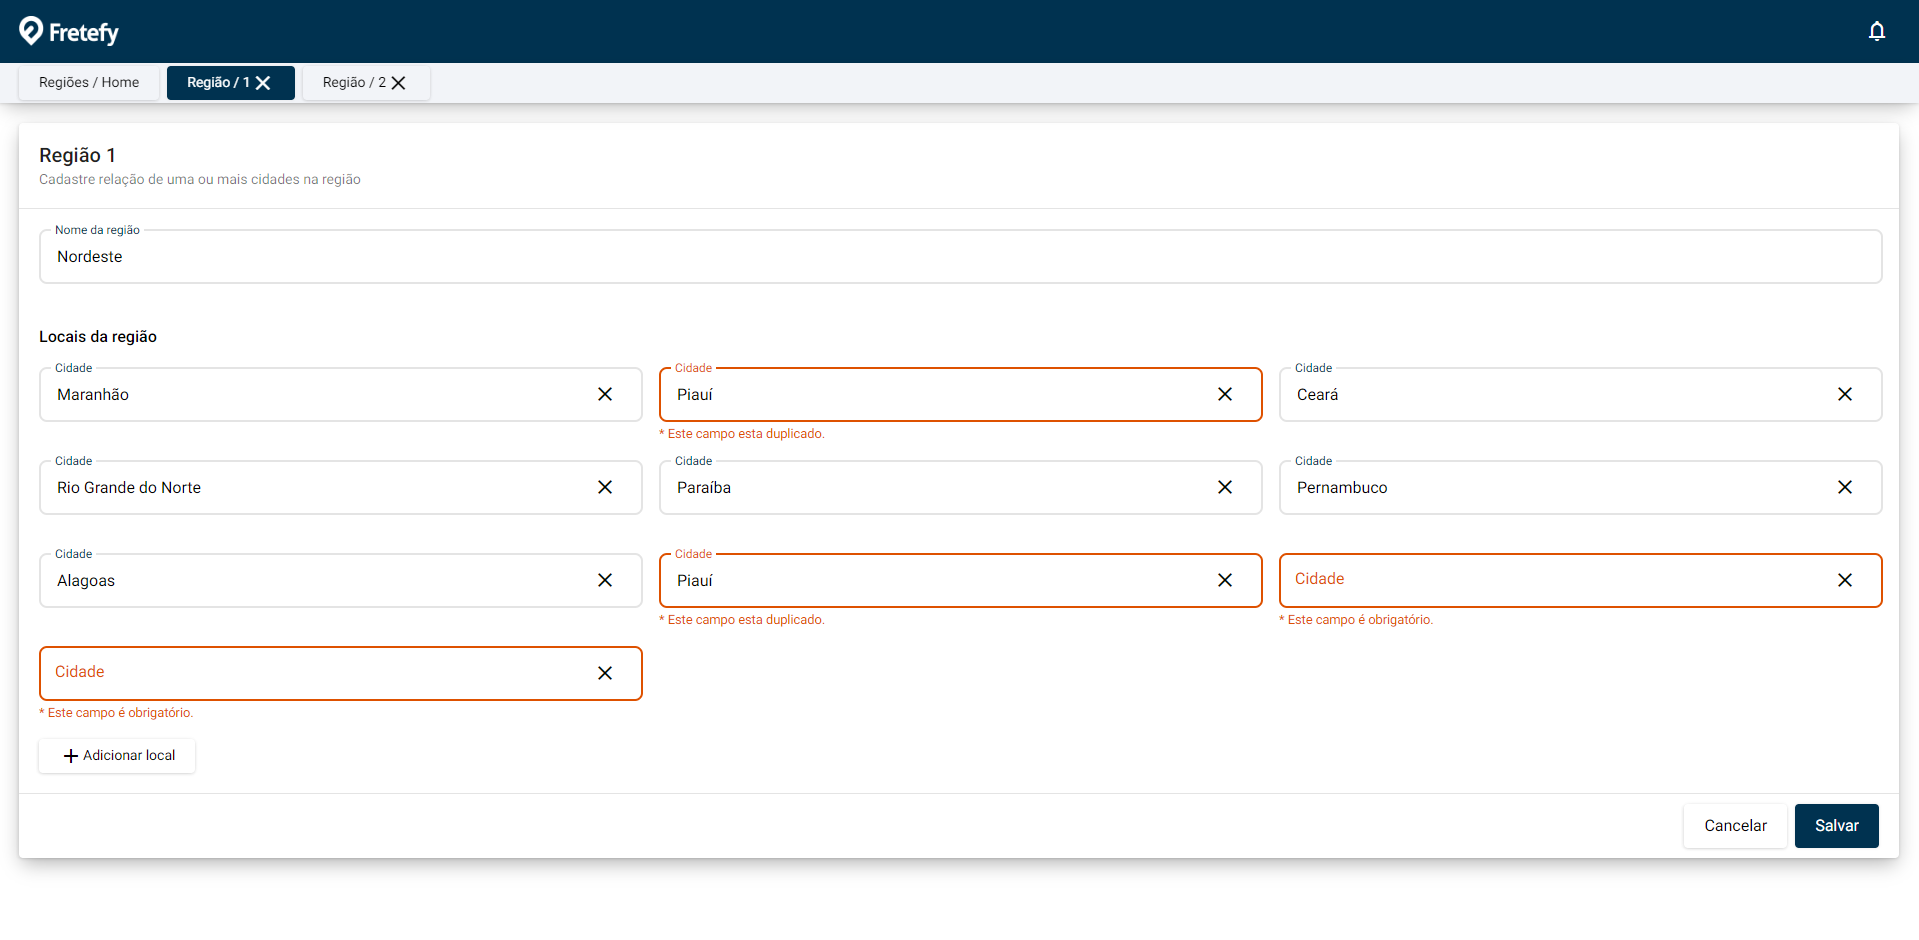 Fretefy
Regiões / Home
Região / 1
Região / 2
Região 1
Cadastre relação de uma ou mais cidades na região
Nome da região
Nordeste
Locais da região
Cidade
Maranhão
Cidade
Piauí
* Este campo esta duplicado.
Cidade
Ceará
Cidade
Rio Grande do Norte
Cidade
Paraíba
Cidade
Pernambuco
Cidade
Alagoas
Cidade
Piauí
* Este campo esta duplicado.
Cidade
* Este campo é obrigatório.
Cidade
* Este campo é obrigatório.
Adicionar local
Cancelar
Salvar